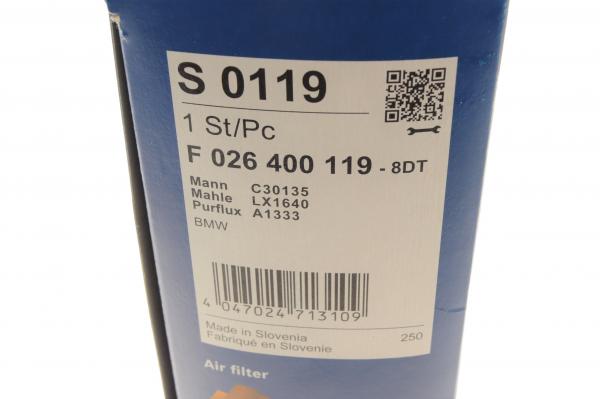 S 0119
1 St/Pc
F 026 400 119 - 8DT
Mann C30135
Mahle LX1640
Purflux A1333
BMW
4 047024 713109
Made in Slovenia
Fabriqué en Slovenie 250
Air filter